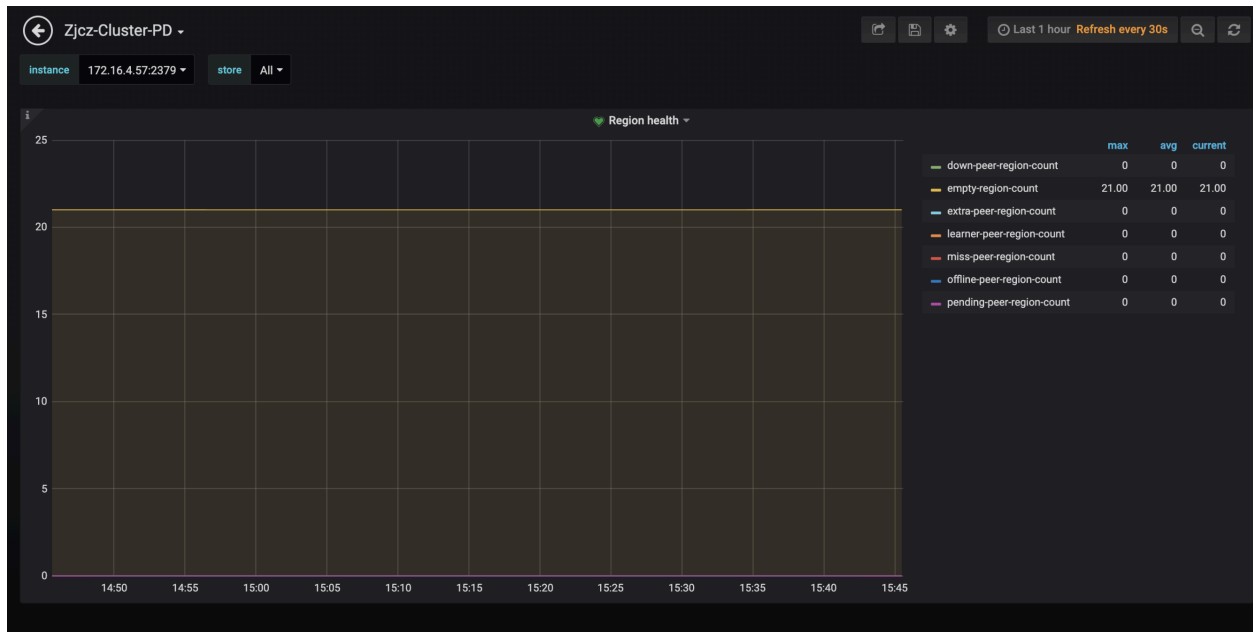 Zjcz-Cluster-PD
Last 1 hour Refresh every 30s
instance 172.16.4.57:2379 store All
i
Region health
25
20
15
10
5
0
14:50 14:55 15:00 15:05 15:10 15:15 15:20 15:25 15:30 15:35 15:40 15:45
max avg current
down-peer-region-count 0 0 0
empty-region-count 21.00 21.00 21.00
extra-peer-region-count 0 0 0
learner-peer-region-count 0 0 0
miss-peer-region-count 0 0 0
offline-peer-region-count 0 0 0
pending-peer-region-count 0 0 0